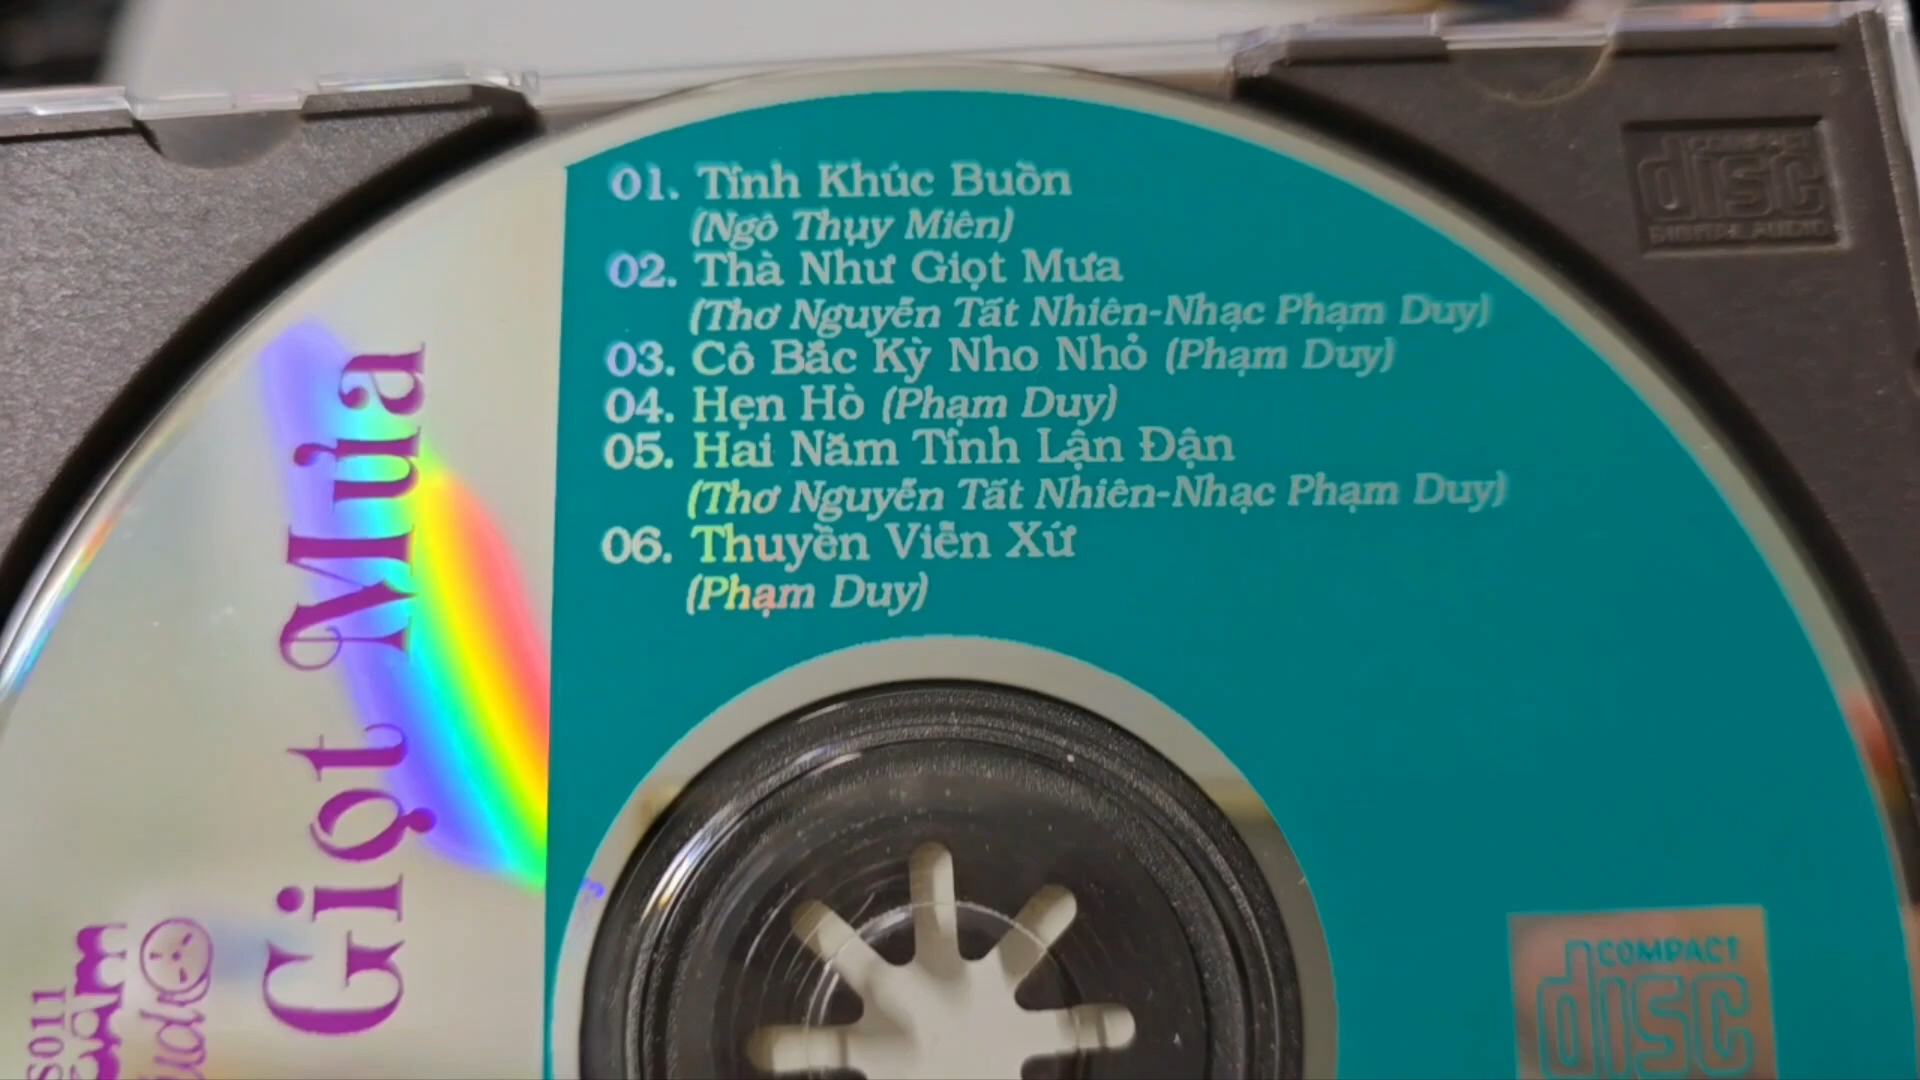 01. Tình Khúc Buồn
(Ngô Thụy Miên)
02. Thà Như Giọt Mưa
(Thơ Nguyễn Tất Nhiên-Nhạc Phạm Duy)
03. Cô Bắc Kỳ Nho Nhỏ (Phạm Duy)
04. Hẹn Hò (Phạm Duy)
05. Hai Năm Tình Lận Đận
(Thơ Nguyễn Tất Nhiên-Nhạc Phạm Duy)
06. Thuyền Viễn Xứ
(Phạm Duy)
Giọt Mưa
S011
COMPACT
disc
COMPACT
disc
DIGITAL AUDIO